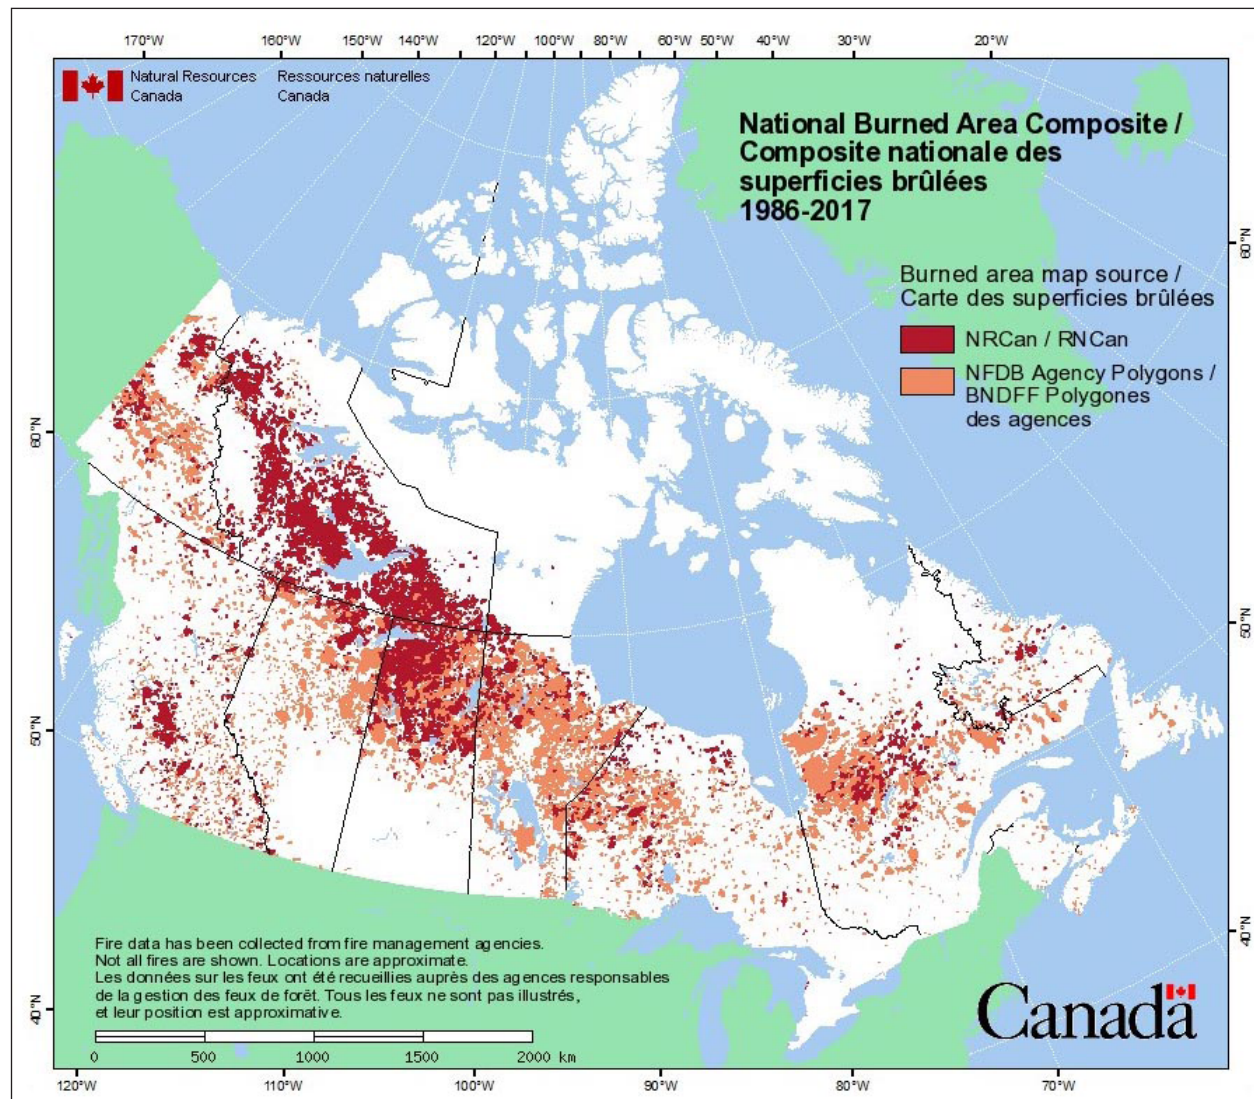 170°W 160°W 150°W 140°W 120°W 100°W 80°W 60°W 50°W 40°W 30°W 20°W
Natural Resources Canada
Ressources naturelles Canada
National Burned Area Composite /
Composite nationale des
superficies brûlées
1986-2017
Burned area map source /
Carte des superficies brûlées
NRCan / RNCan
NFDB Agency Polygons /
BNDFF Polygones
des agences
60°N
60°N
50°N
50°N
40°N
40°N
Fire data has been collected from fire management agencies.
Not all fires are shown. Locations are approximate.
Les données sur les feux ont été recueillies auprès des agences responsables
de la gestion des feux de forêt. Tous les feux ne sont pas illustrés,
et leur position est approximative.
0 500 1000 1500 2000 km
Canada
120°W 110°W 100°W 90°W 80°W 70°W